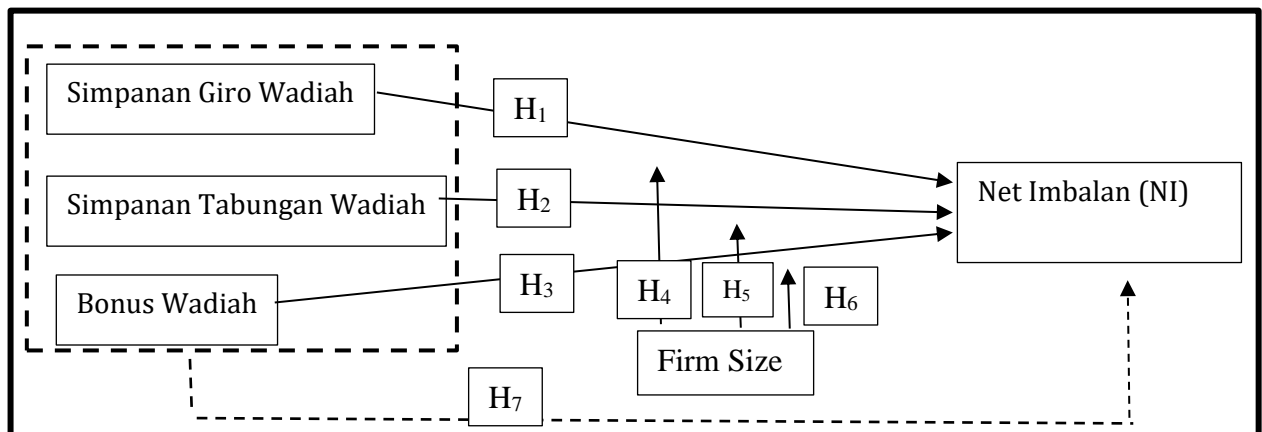 Simpanan Giro Wadiah
H₁
Simpanan Tabungan Wadiah
H₂
Net Imbalan (NI)
Bonus Wadiah
H₃
H₄
H₅
H₆
Firm Size
H₇